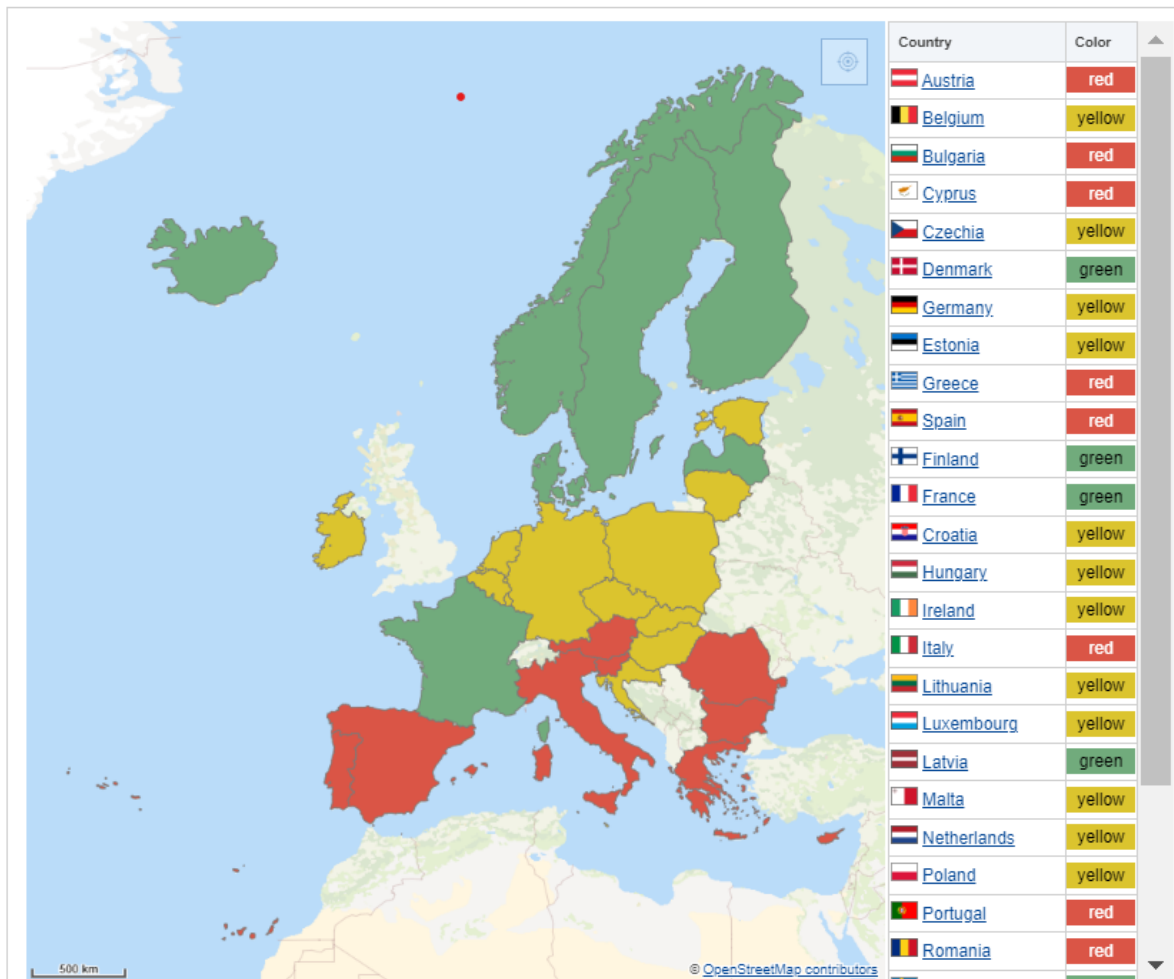 Country Color
Austria red
Belgium yellow
Bulgaria red
Cyprus red
Czechia yellow
Denmark green
Germany yellow
Estonia yellow
Greece red
Spain red
Finland green
France green
Croatia yellow
Hungary yellow
Ireland yellow
Italy red
Lithuania yellow
Luxembourg yellow
Latvia green
Malta yellow
Netherlands yellow
Poland yellow
Portugal red
Romania red
500 km
© OpenStreetMap contributors